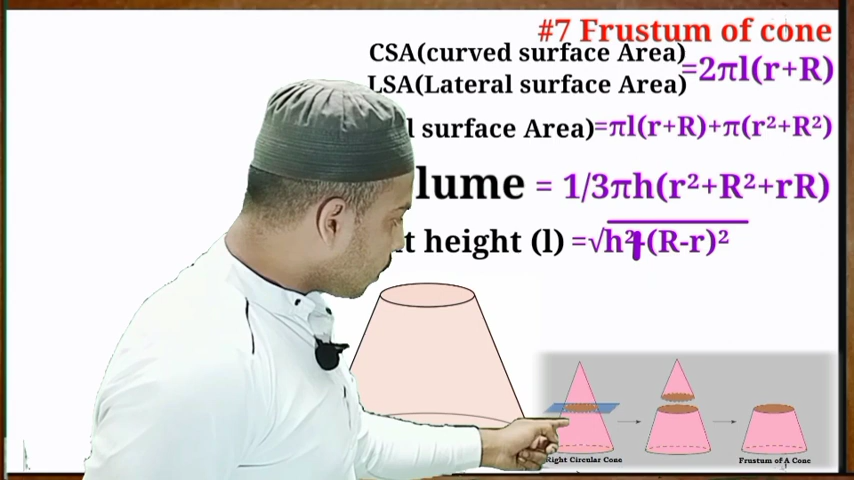 #7 Frustum of cone
CSA(curved surface Area)
LSA(Lateral surface Area)
=2πl(r+R)
l surface Area)=πl(r+R)+π(r²+R²)
lume = 1/3πh(r²+R²+rR)
t height (l) =√h²+(R-r)²
Right Circular Cone
Frustum of A Cone